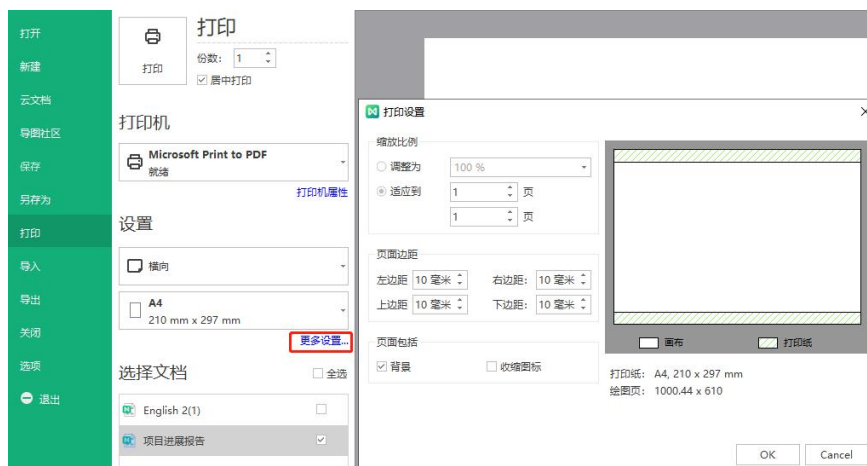 打开
新建
云文档
导图社区
保存
另存为
打印
导入
导出
关闭
选项
退出
打印
打印
份数: 1
居中打印
打印机
Microsoft Print to PDF
就绪
打印机属性
设置
横向
A4
210 mm x 297 mm
更多设置...
选择文档 全选
English 2(1)
项目进展报告
打印设置
缩放比例
调整为 100 %
适应到 1 页
1 页
页面边距
左边距 10 毫米 右边距: 10 毫米
上边距 10 毫米 下边距: 10 毫米
页面包括
背景 收缩图标
画布 打印纸
打印纸: A4, 210 x 297 mm
绘图页: 1000.44 x 610
OK Cancel